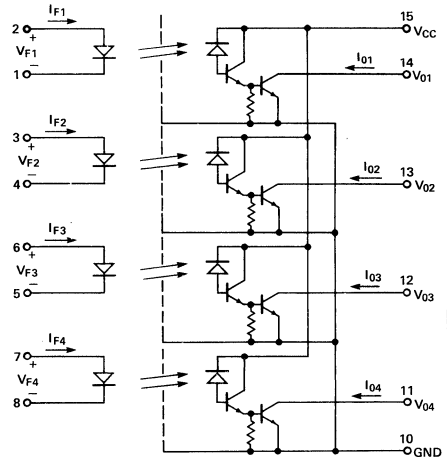 2 + I_F1
V_F1
1 −
15 V_CC
I_01 14
V_01
3 + I_F2
V_F2
4 −
I_02 13
V_02
6 + I_F3
V_F3
5 −
I_03 12
V_03
7 + I_F4
V_F4
8 −
I_04 11
V_04
10
GND